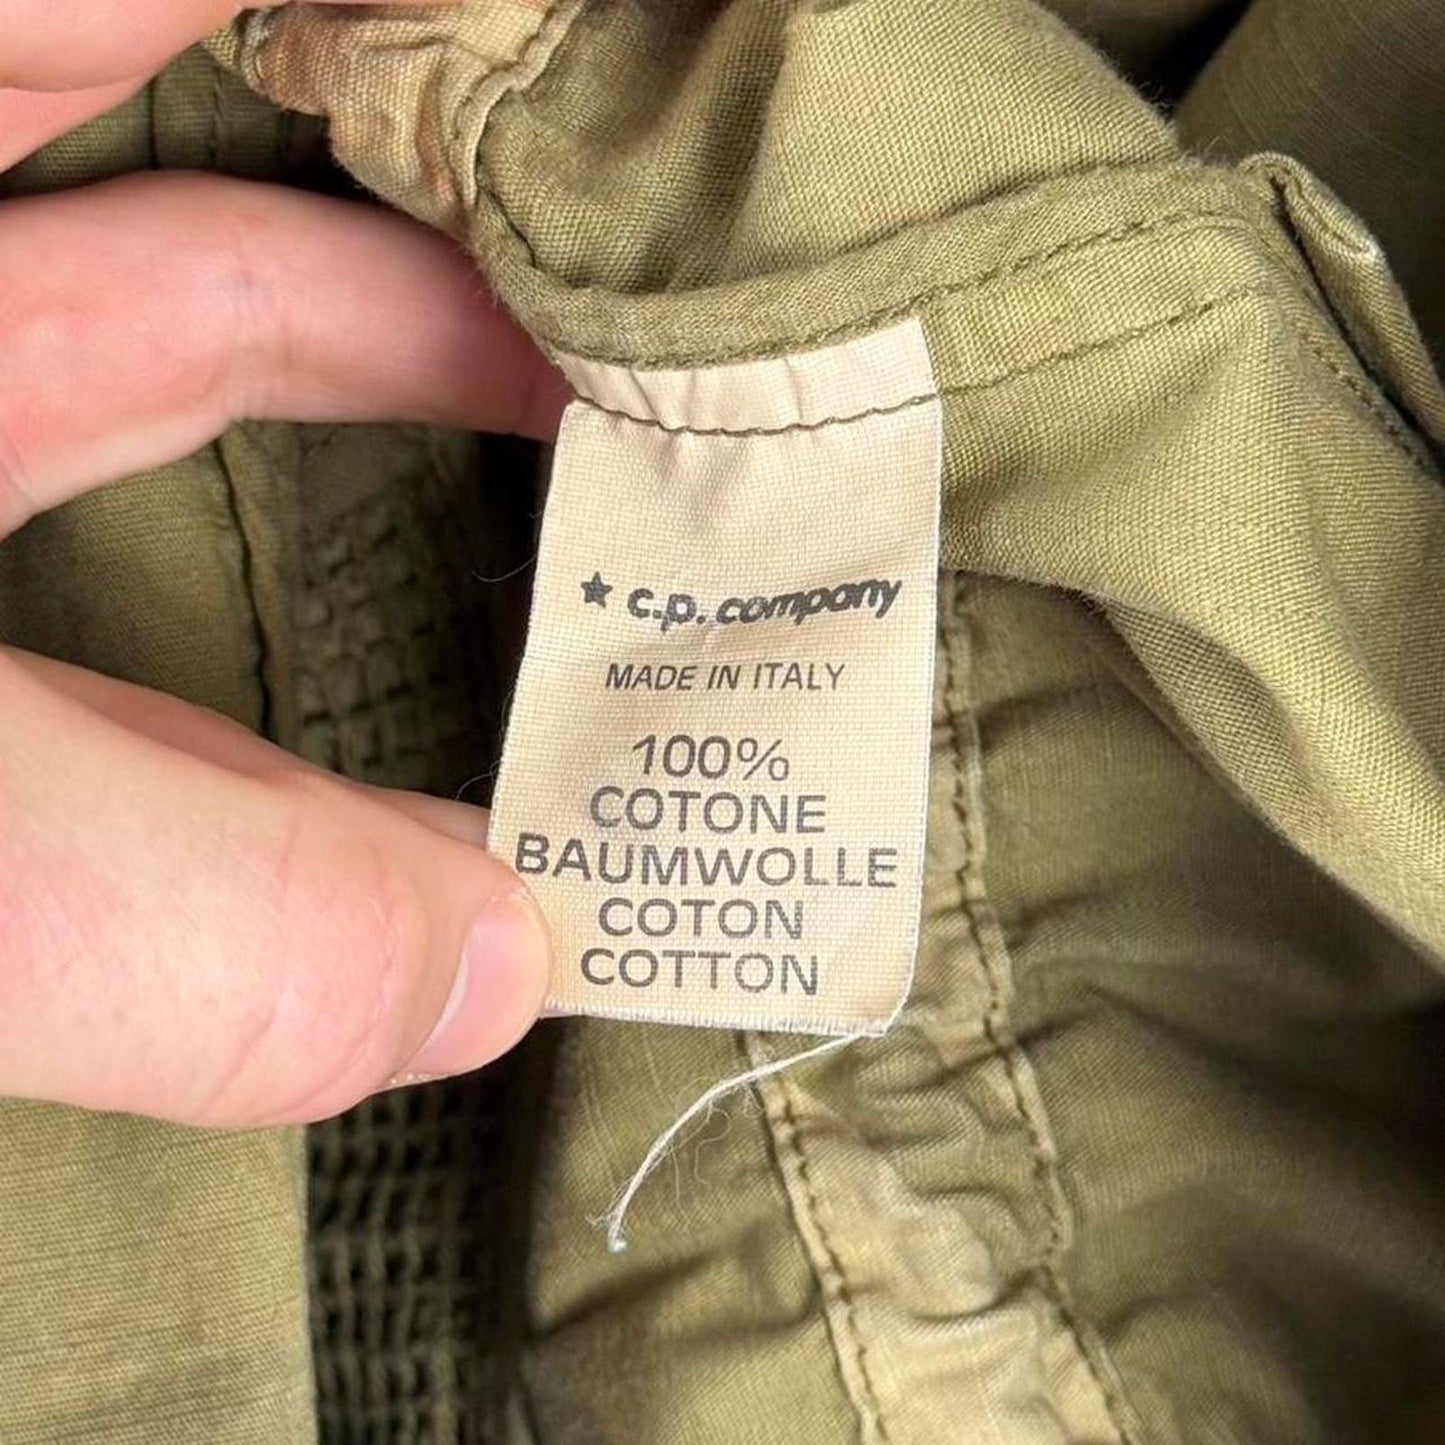 ★ c.p. company
MADE IN ITALY
100%
COTONE
BAUMWOLLE
COTON
COTTON